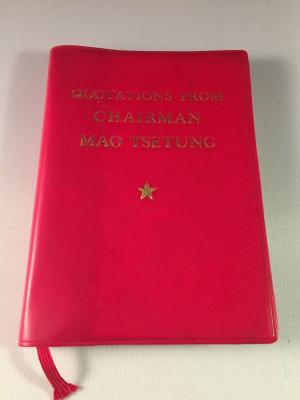 QUOTATIONS FROM
CHAIRMAN
MAO TSETUNG